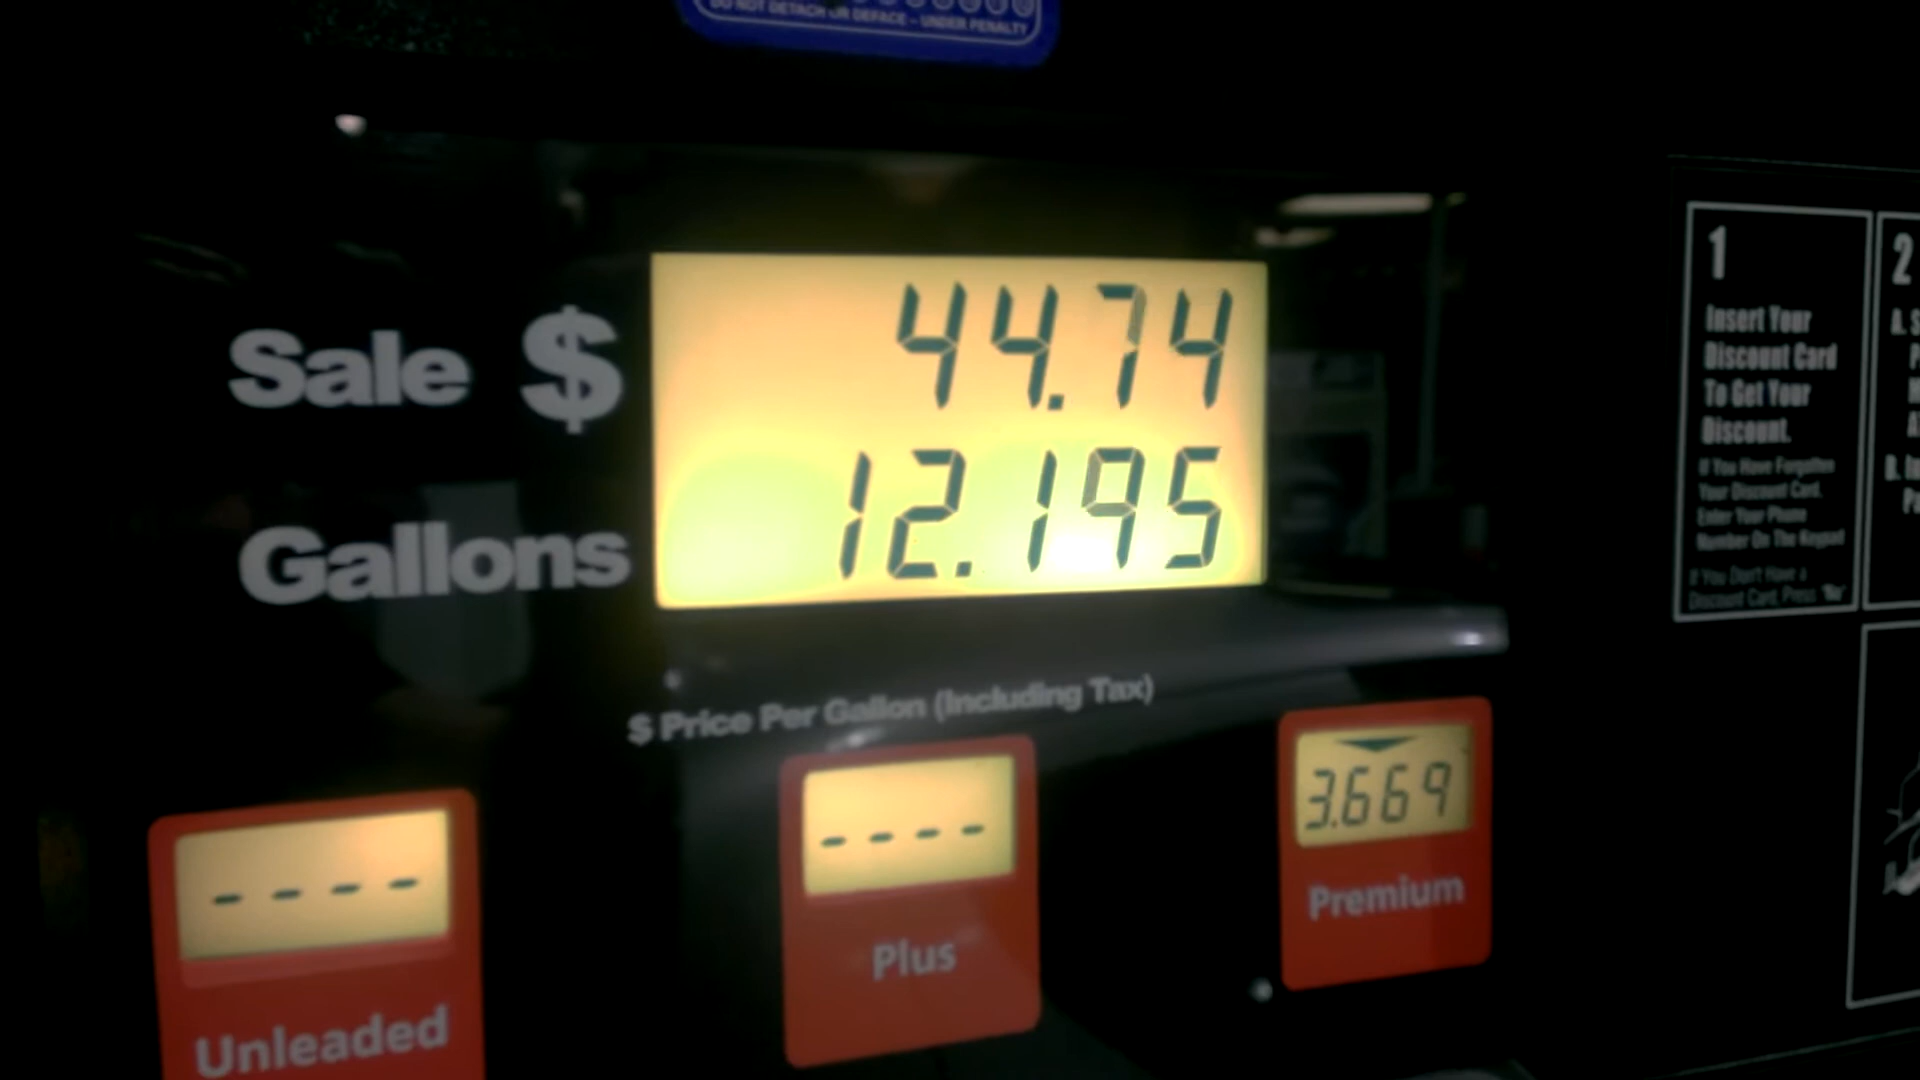 DO NOT DETACH OR DEFACE - UNDER PENALTY
Sale $ 44.74
Gallons 12.195
$ Price Per Gallon (Including Tax)
- - - -
Unleaded
- - - -
Plus
3.669
Premium
1
Insert Your
Discount Card
To Get Your
Discount.
If You Have Forgotten
Your Discount Card,
Enter Your Phone
Number On The Keypad
If You Don't Have a
Discount Card, Press "No"
2
A. S
B.